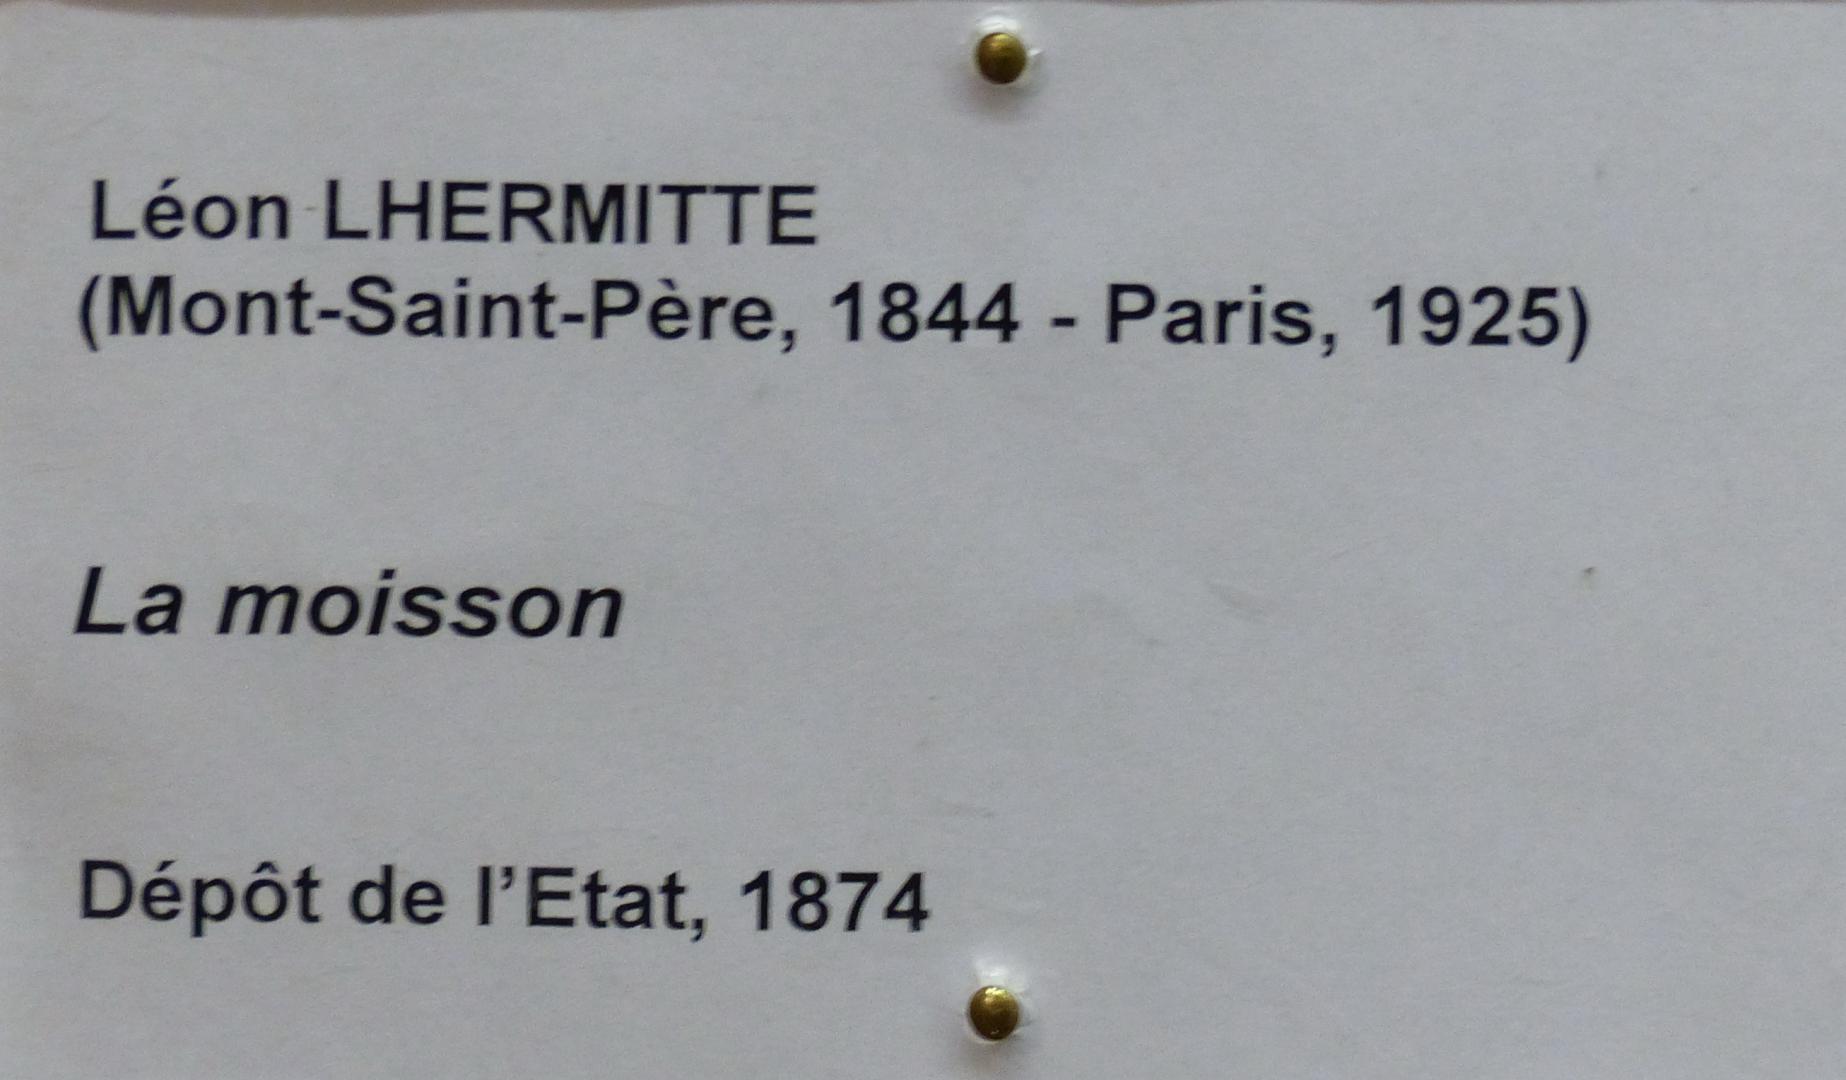 Léon LHERMITTE
(Mont-Saint-Père, 1844 - Paris, 1925)
La moisson
Dépôt de l'Etat, 1874